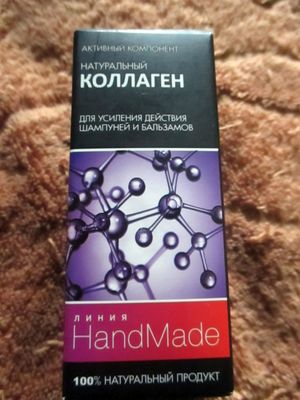 АКТИВНЫЙ КОМПОНЕНТ
НАТУРАЛЬНЫЙ
КОЛЛАГЕН
ДЛЯ УСИЛЕНИЯ ДЕЙСТВИЯ
ШАМПУНЕЙ И БАЛЬЗАМОВ
ЛИНИЯ
HandMade
100% НАТУРАЛЬНЫЙ ПРОДУКТ